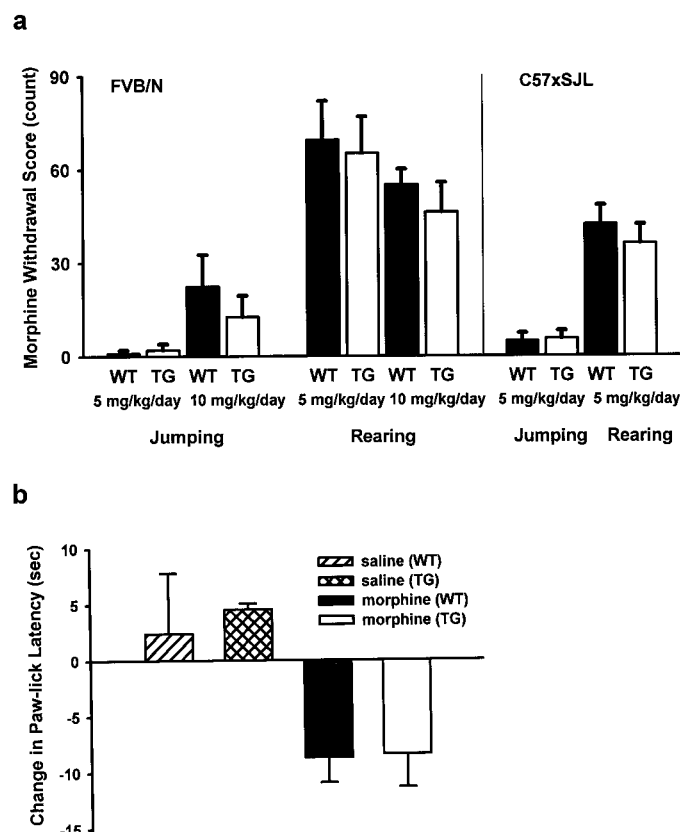 a
FVB/N
C57xSJL
Morphine Withdrawal Score (count)
90
60
30
0
WT TG WT TG WT TG WT TG WT TG WT TG
5 mg/kg/day 10 mg/kg/day 5 mg/kg/day 10 mg/kg/day 5 mg/kg/day 5 mg/kg/day
Jumping Rearing Jumping Rearing
b
Change in Paw-lick Latency (sec)
10
5
0
-5
-10
-15
saline (WT)
saline (TG)
morphine (WT)
morphine (TG)